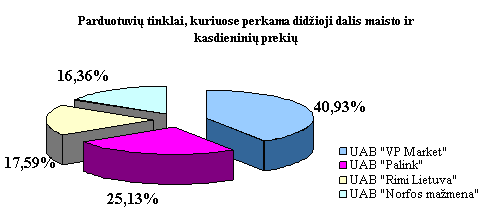 Parduotuvių tinklai, kuriuose perkama didžioji dalis maisto ir
kasdieninių prekių
16,36%
40,93%
17,59%
25,13%
UAB "VP Market"
UAB "Palink"
UAB "Rimi Lietuva"
UAB "Norfos mažmena"